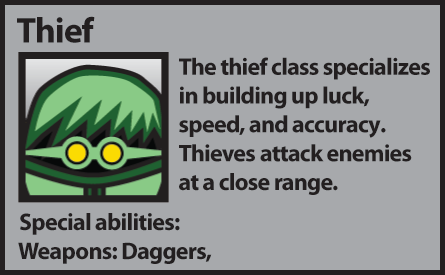 Thief
The thief class specializes
in building up luck,
speed, and accuracy.
Thieves attack enemies
at a close range.
Special abilities:
Weapons: Daggers,